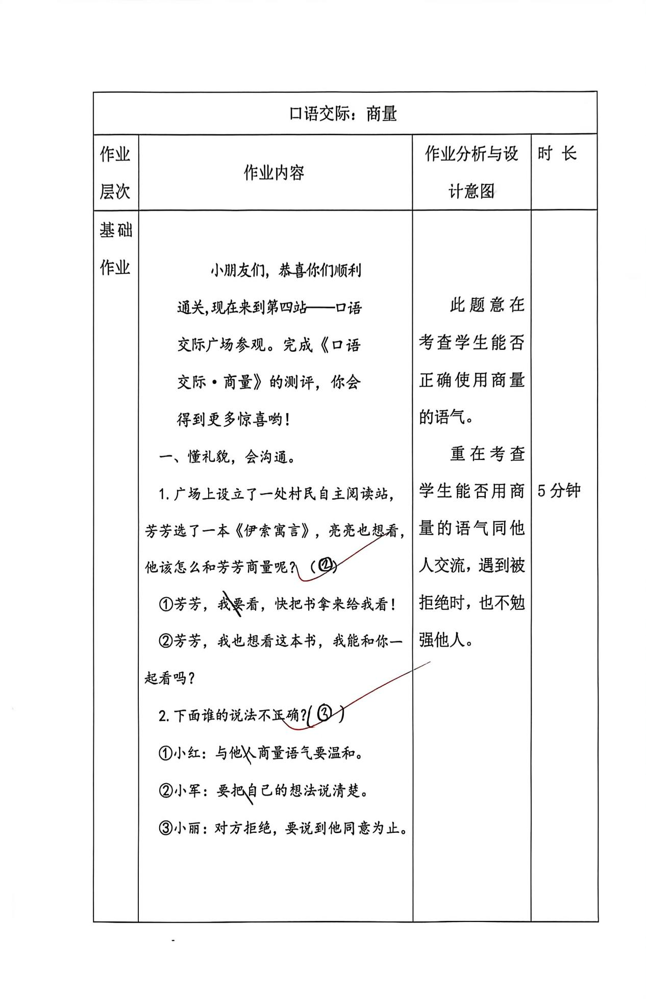 口语交际：商量
作业
层次
作业内容
作业分析与设
计意图
时 长
基础
作业
小朋友们，恭喜你们顺利
通关,现在来到第四站——口语
交际广场参观。完成《口语
交际·商量》的测评，你会
得到更多惊喜哟！
一、懂礼貌，会沟通。
1.广场上设立了一处村民自主阅读站，
芳芳选了一本《伊索寓言》，亮亮也想看，
他该怎么和芳芳商量呢？（②）
①芳芳，我要看，快把书拿来给我看！
②芳芳，我也想看这本书，我能和你一
起看吗？
2.下面谁的说法不正确?(③)
①小红：与他人商量语气要温和。
②小军：要把自己的想法说清楚。
③小丽：对方拒绝，要说到他同意为止。
此题意在
考查学生能否
正确使用商量
的语气。
重在考查
学生能否用商
量的语气同他
人交流，遇到被
拒绝时，也不勉
强他人。
5分钟